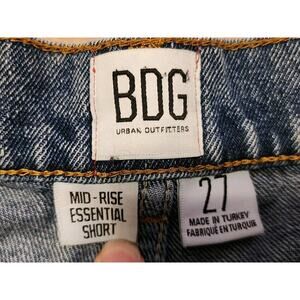 BDG
URBAN OUTFITTERS
MID-RISE
ESSENTIAL
SHORT
27
MADE IN TURKEY
FABRIQUÉ EN TURQUIE